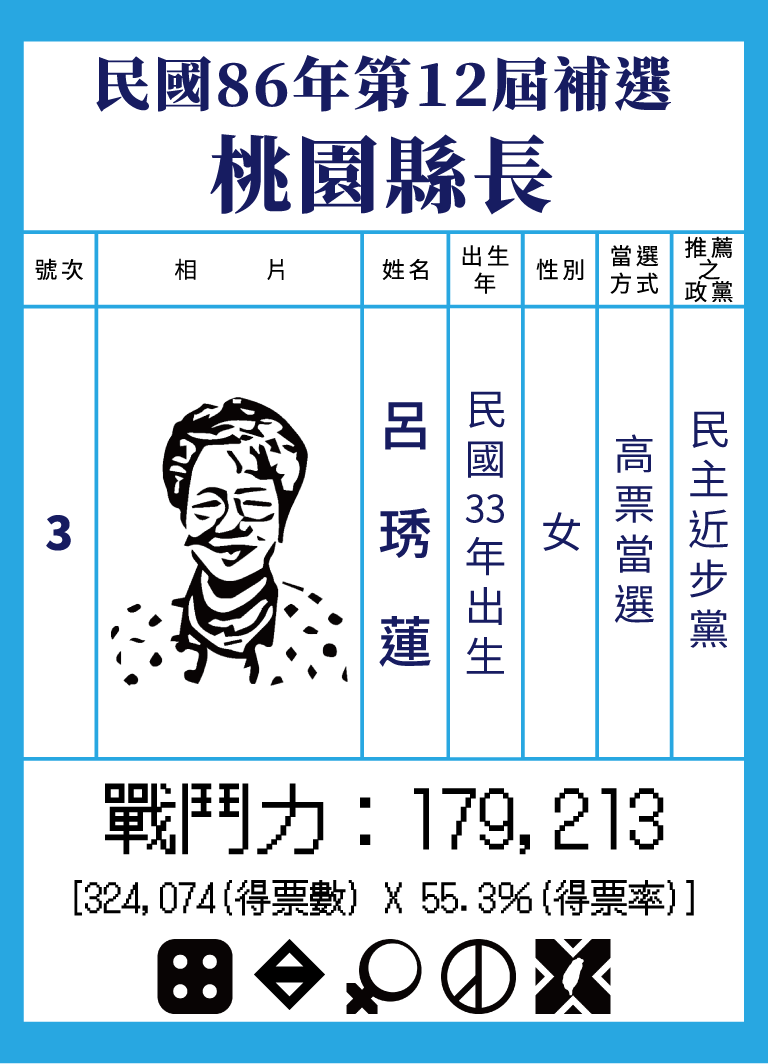 民國86年第12屆補選
桃園縣長
號次
相 片
姓名
出生
年
性別
當選
方式
推薦
之
政黨
3
呂琇蓮
民國33年出生
女
高票當選
民主近步黨
戰鬥力：179,213
[324,074(得票數) X 55.3%(得票率)]